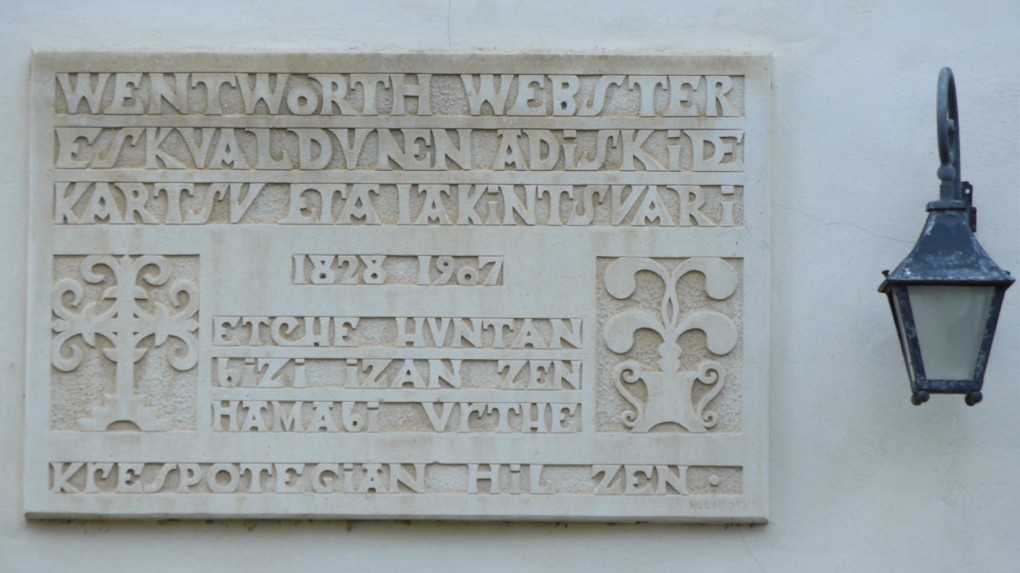 WENTWORTH WEBSTER
ESKVALDVNEN ADiSKiDE
KARTSV ETA IAKiNTSVARi
1828 1907
ETCHE HVNTAN
biZi iZAN ZEN
HAMAbi VRTHE
KRESPOTEGiAN HiL ZEN.